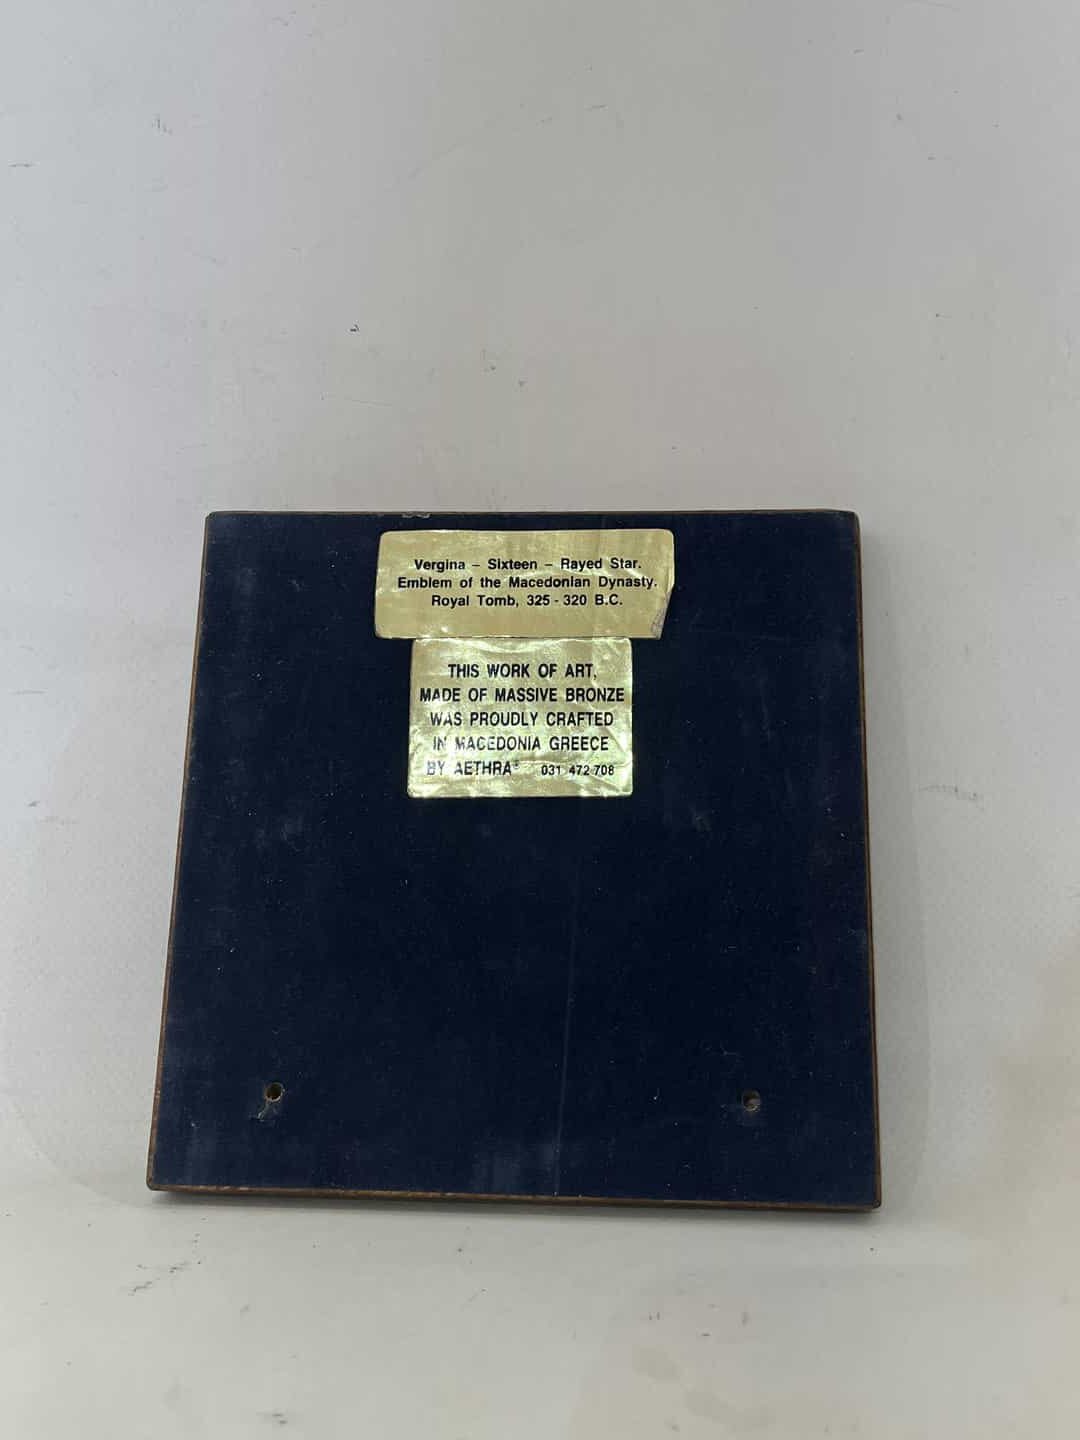 Vergina – Sixteen – Rayed Star.
Emblem of the Macedonian Dynasty.
Royal Tomb, 325 - 320 B.C.
THIS WORK OF ART,
MADE OF MASSIVE BRONZE
WAS PROUDLY CRAFTED
IN MACEDONIA GREECE
BY AETHRA® 031 472 708